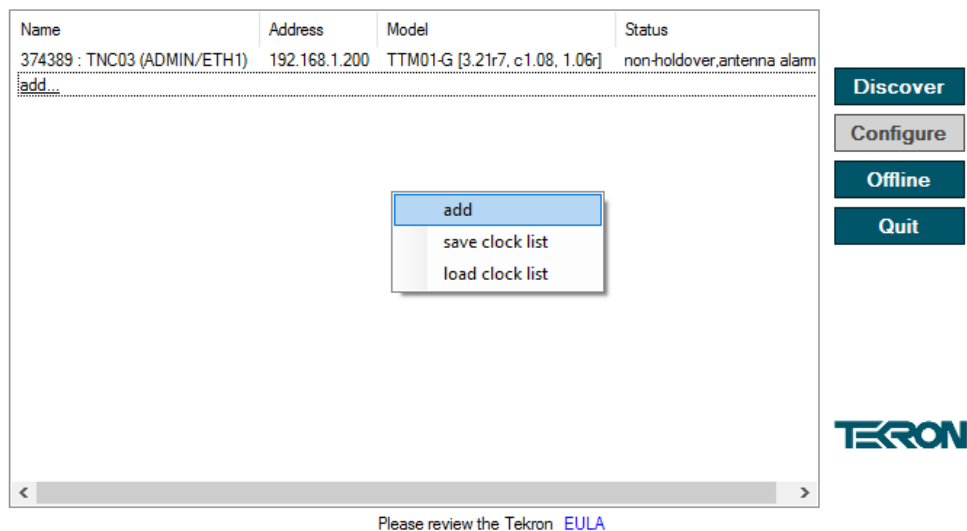 Name Address Model Status
374389 : TNC03 (ADMIN/ETH1) 192.168.1.200 TTM01-G [3.21r7, c1.08, 1.06r] non-holdover,antenna alarm
add...
Discover
Configure
Offline
Quit
add
save clock list
load clock list
TEKRON
Please review the Tekron EULA